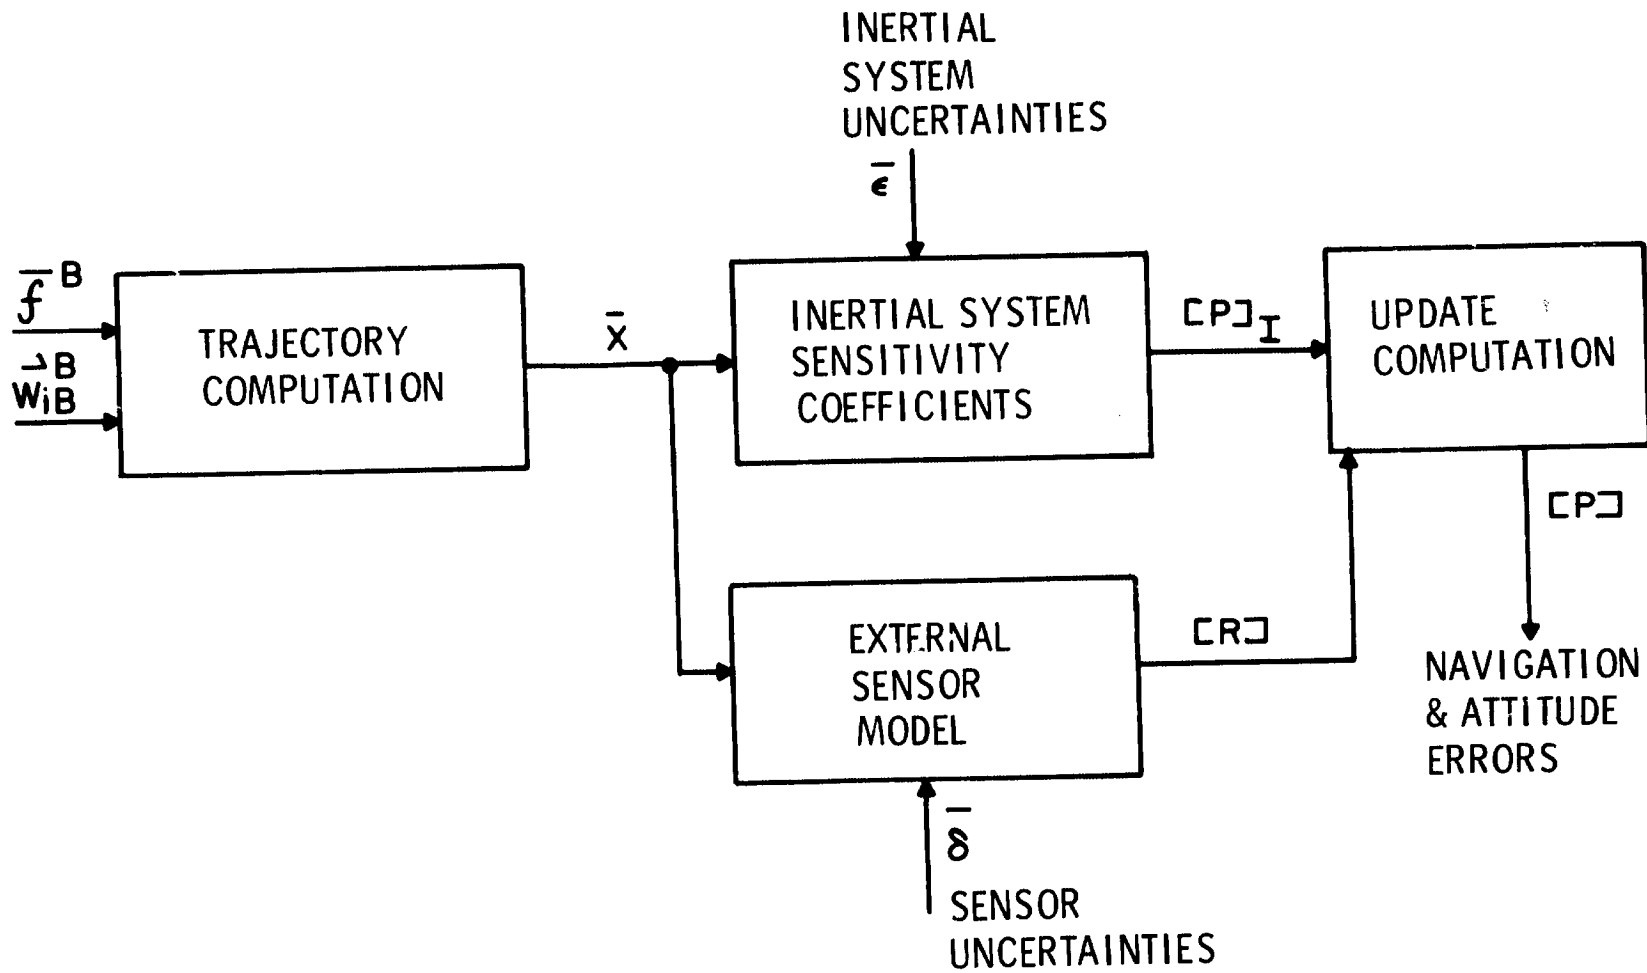 INERTIAL
SYSTEM
UNCERTAINTIES
ε̄
f̄ᴮ
w⃗ᵢʙᴮ
TRAJECTORY
COMPUTATION
x̄
INERTIAL SYSTEM
SENSITIVITY
COEFFICIENTS
[P]I
UPDATE
COMPUTATION
[P]
EXTERNAL
SENSOR
MODEL
[R]
NAVIGATION
& ATTITUDE
ERRORS
δ̄
SENSOR
UNCERTAINTIES